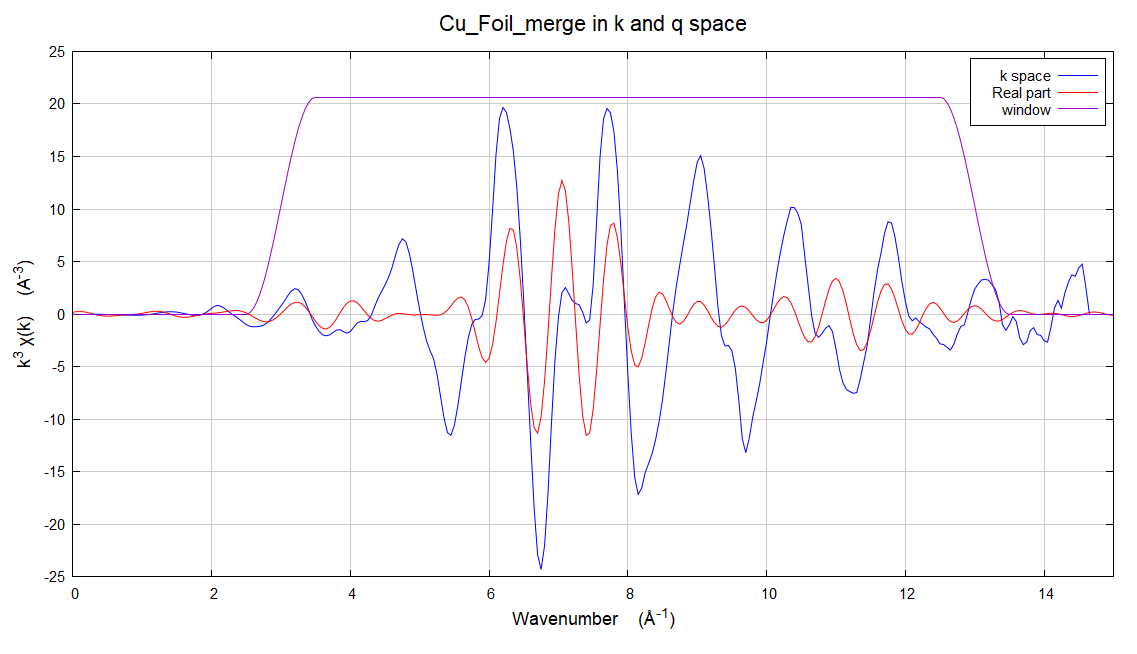 Cu_Foil_merge in k and q space
k space
Real part
window
25
20
15
10
5
0
-5
-10
-15
-20
-25
k³ χ(k) (Å⁻³)
0 2 4 6 8 10 12 14
Wavenumber (Å⁻¹)